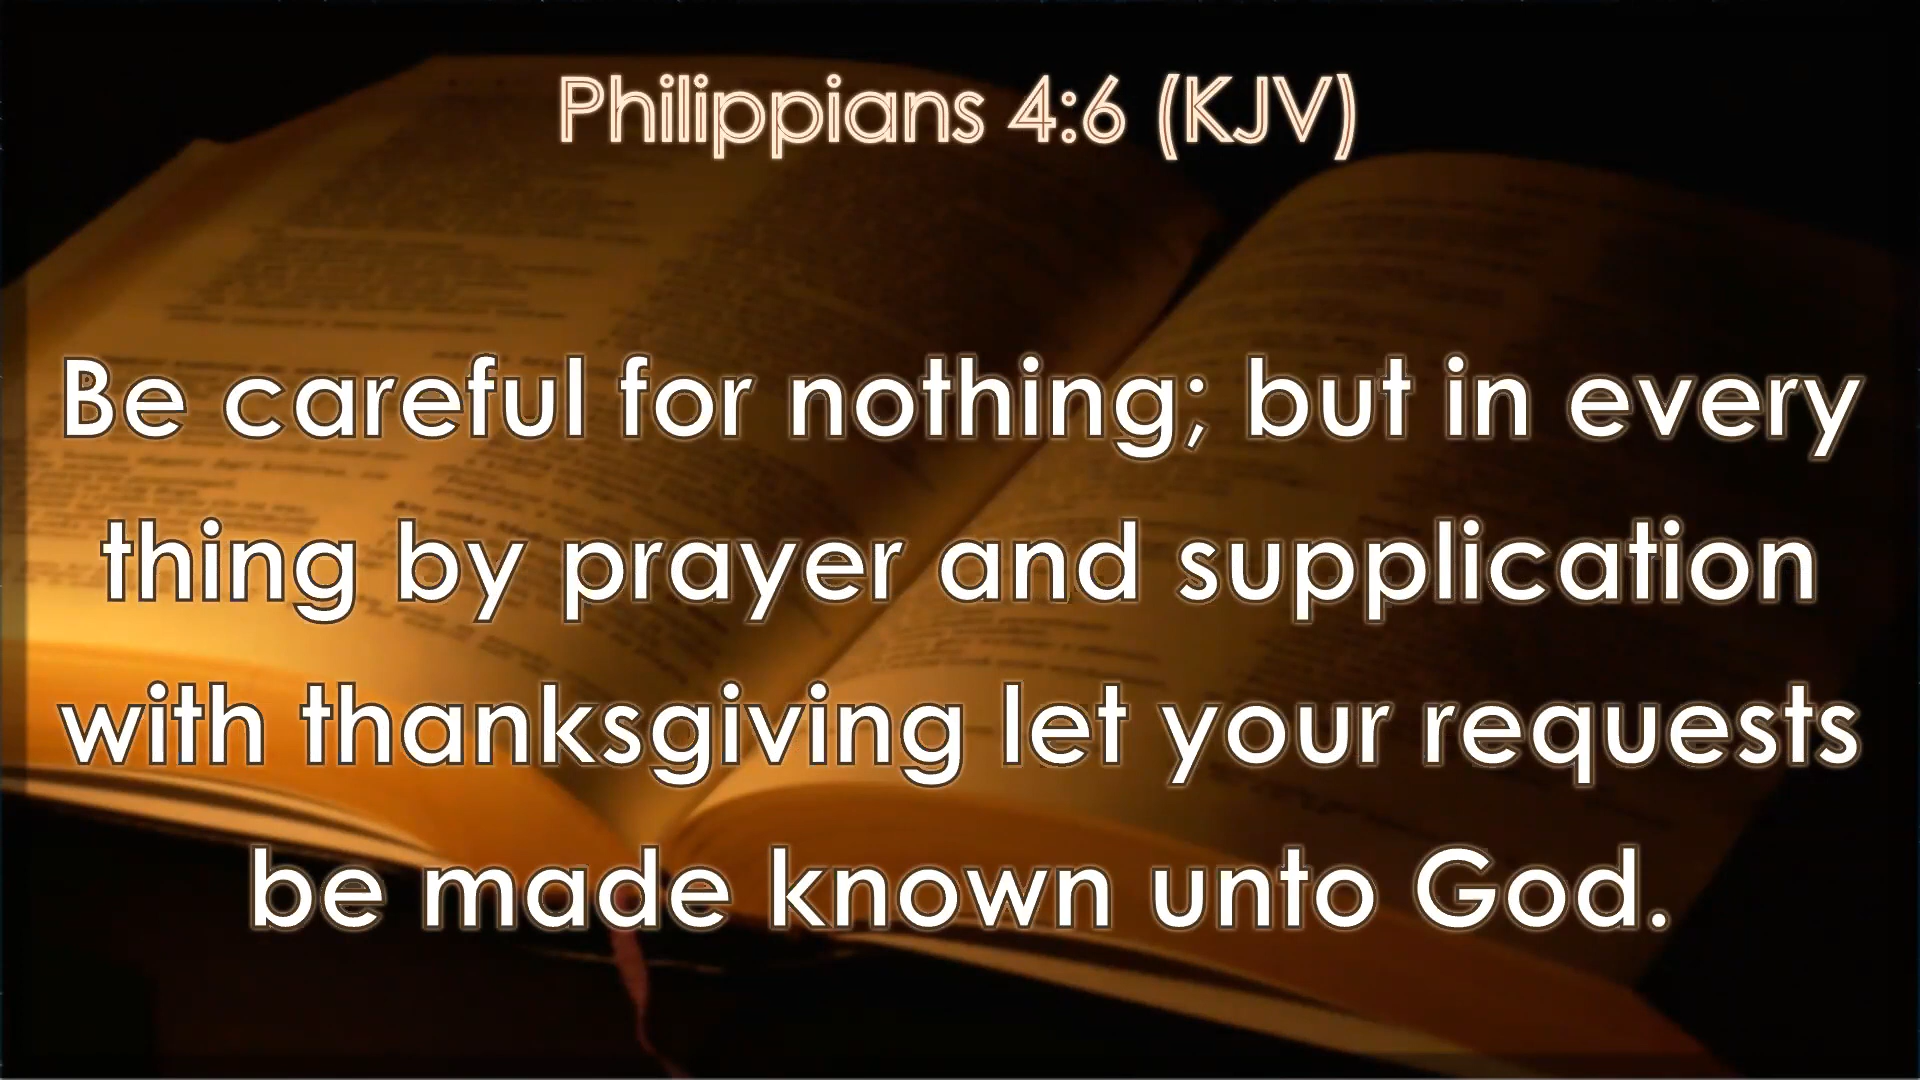 Philippians 4:6 (KJV)
Be careful for nothing; but in every
thing by prayer and supplication
with thanksgiving let your requests
be made known unto God.